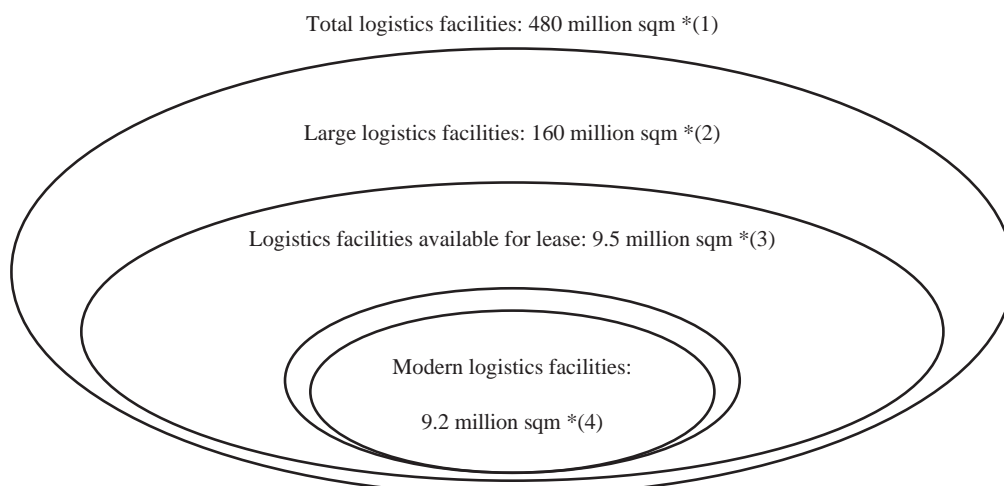 Total logistics facilities: 480 million sqm *(1)
Large logistics facilities: 160 million sqm *(2)
Logistics facilities available for lease: 9.5 million sqm *(3)
Modern logistics facilities:
9.2 million sqm *(4)